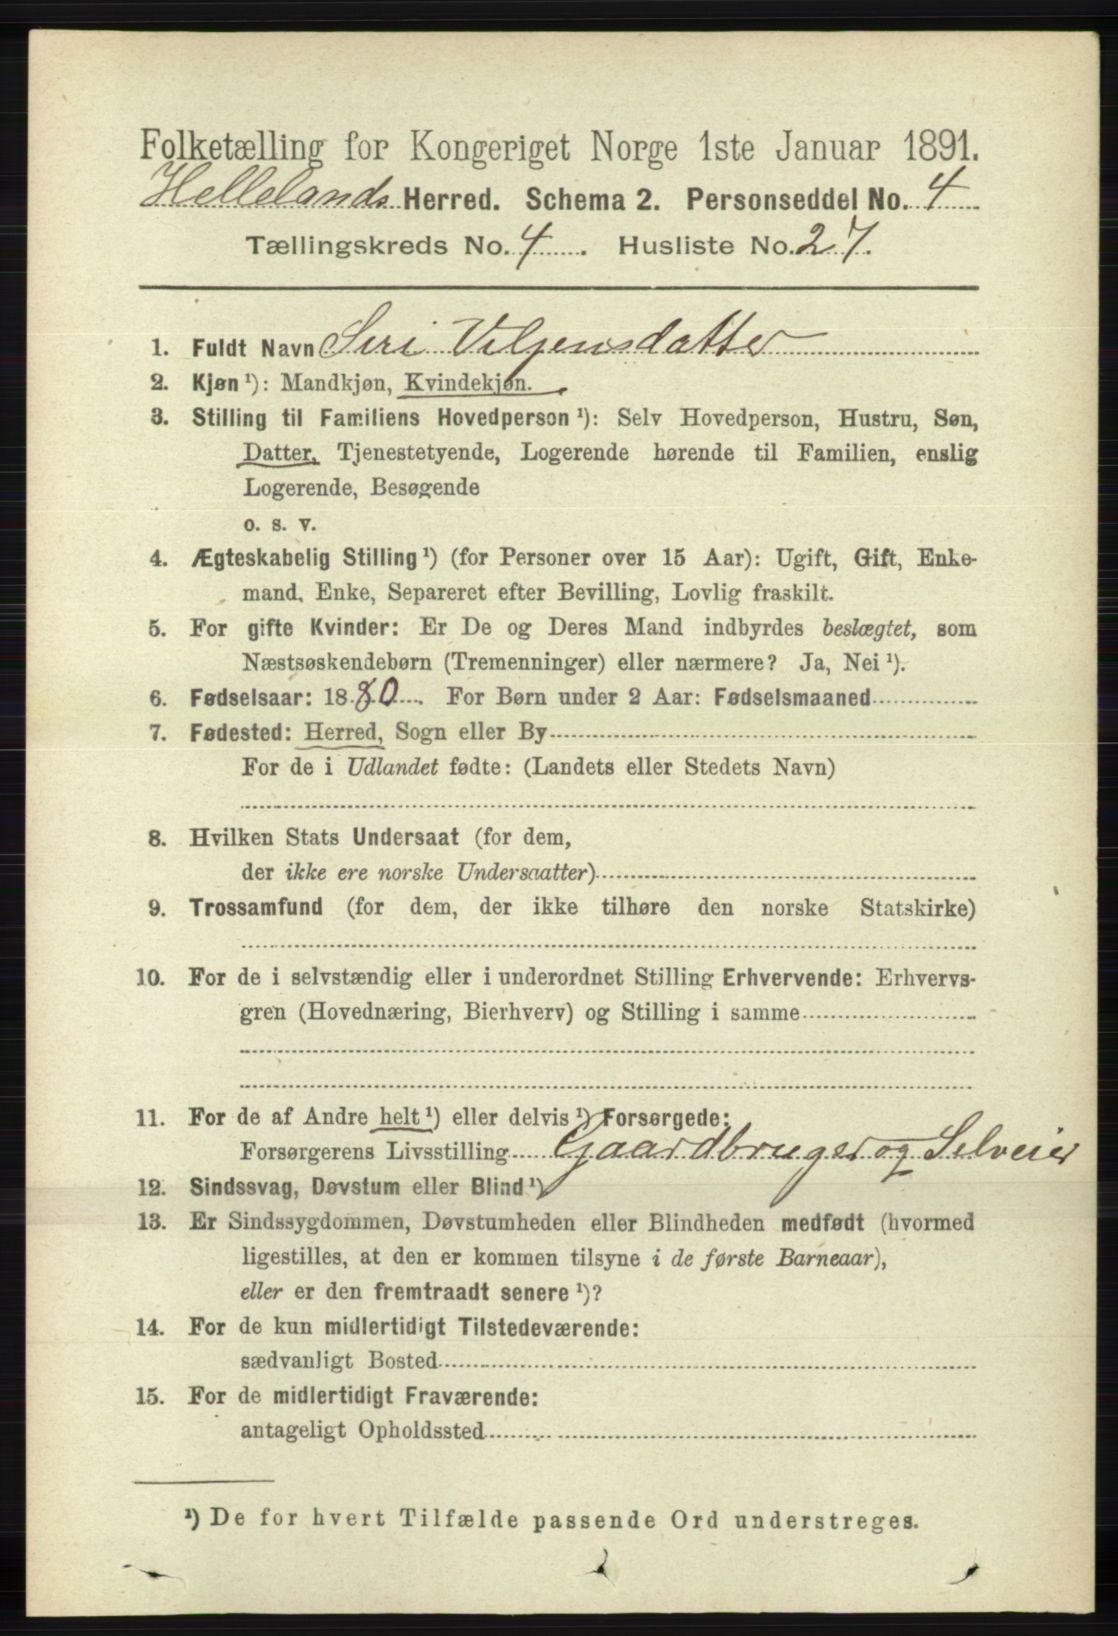 Folketælling for Kongeriget Norge 1ste Januar 1891.
Hellelands Herred. Schema 2. Personseddel No. 4
Tællingskreds No. 4. Husliste No. 27.
1. Fuldt Navn Siri Veljensdatter
2. Kjøn ¹): Mandkjøn, Kvindekjøn.
3. Stilling til Familiens Hovedperson ¹): Selv Hovedperson, Hustru, Søn,
Datter, Tjenestetyende, Logerende hørende til Familien, enslig
Logerende, Besøgende
o. s. v.
4. Ægteskabelig Stilling ¹) (for Personer over 15 Aar): Ugift, Gift, Enke-
mand, Enke, Separeret efter Bevilling, Lovlig fraskilt.
5. For gifte Kvinder: Er De og Deres Mand indbyrdes beslægtet, som
Næstsøskendebørn (Tremenninger) eller nærmere? Ja, Nei ¹).
6. Fødselsaar: 1880. For Børn under 2 Aar: Fødselsmaaned
7. Fødested: Herred, Sogn eller By
For de i Udlandet fødte: (Landets eller Stedets Navn)
8. Hvilken Stats Undersaat (for dem,
der ikke ere norske Undersaatter)
9. Trossamfund (for dem, der ikke tilhøre den norske Statskirke)
10. For de i selvstændig eller i underordnet Stilling Erhvervende: Erhvervs-
gren (Hovednæring, Bierhverv) og Stilling i samme
11. For de af Andre helt ¹) eller delvis ¹) Forsørgede:
Forsørgerens Livsstilling Gaardbruger og Selveier
12. Sindssvag, Døvstum eller Blind ¹)
13. Er Sindssygdommen, Døvstumheden eller Blindheden medfødt (hvormed
ligestilles, at den er kommen tilsyne i de første Barneaar),
eller er den fremtraadt senere ¹)?
14. For de kun midlertidigt Tilstedeværende:
sædvanligt Bosted
15. For de midlertidigt Fraværende:
antageligt Opholdssted
¹) De for hvert Tilfælde passende Ord understreges.